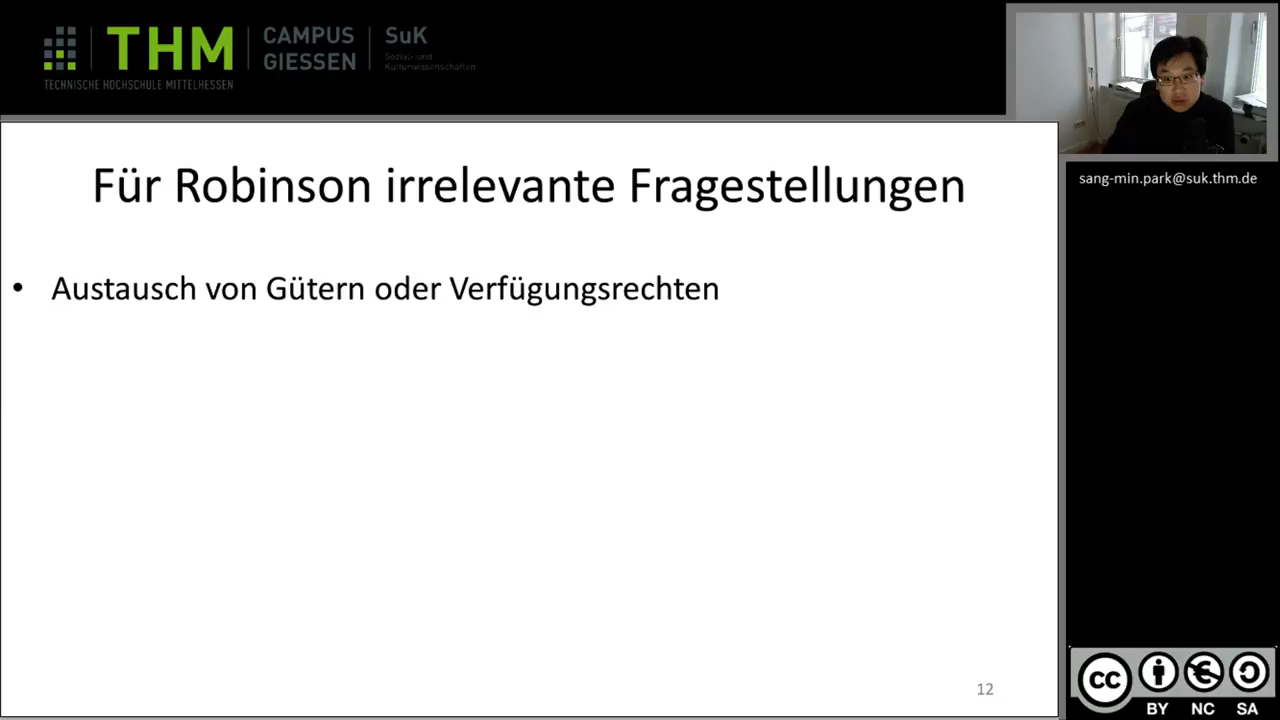 THM CAMPUS GIESSEN SuK
Sozial- und
Kulturwissenschaften
TECHNISCHE HOCHSCHULE MITTELHESSEN
sang-min.park@suk.thm.de
Für Robinson irrelevante Fragestellungen
• Austausch von Gütern oder Verfügungsrechten
12
cc
BY NC SA